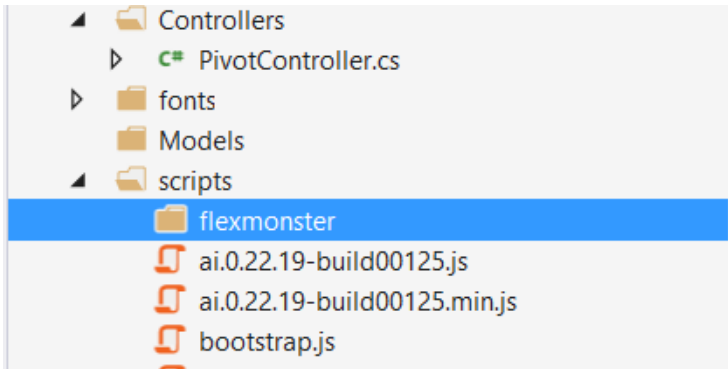 Controllers
C# PivotController.cs
fonts
Models
scripts
flexmonster
ai.0.22.19-build00125.js
ai.0.22.19-build00125.min.js
bootstrap.js